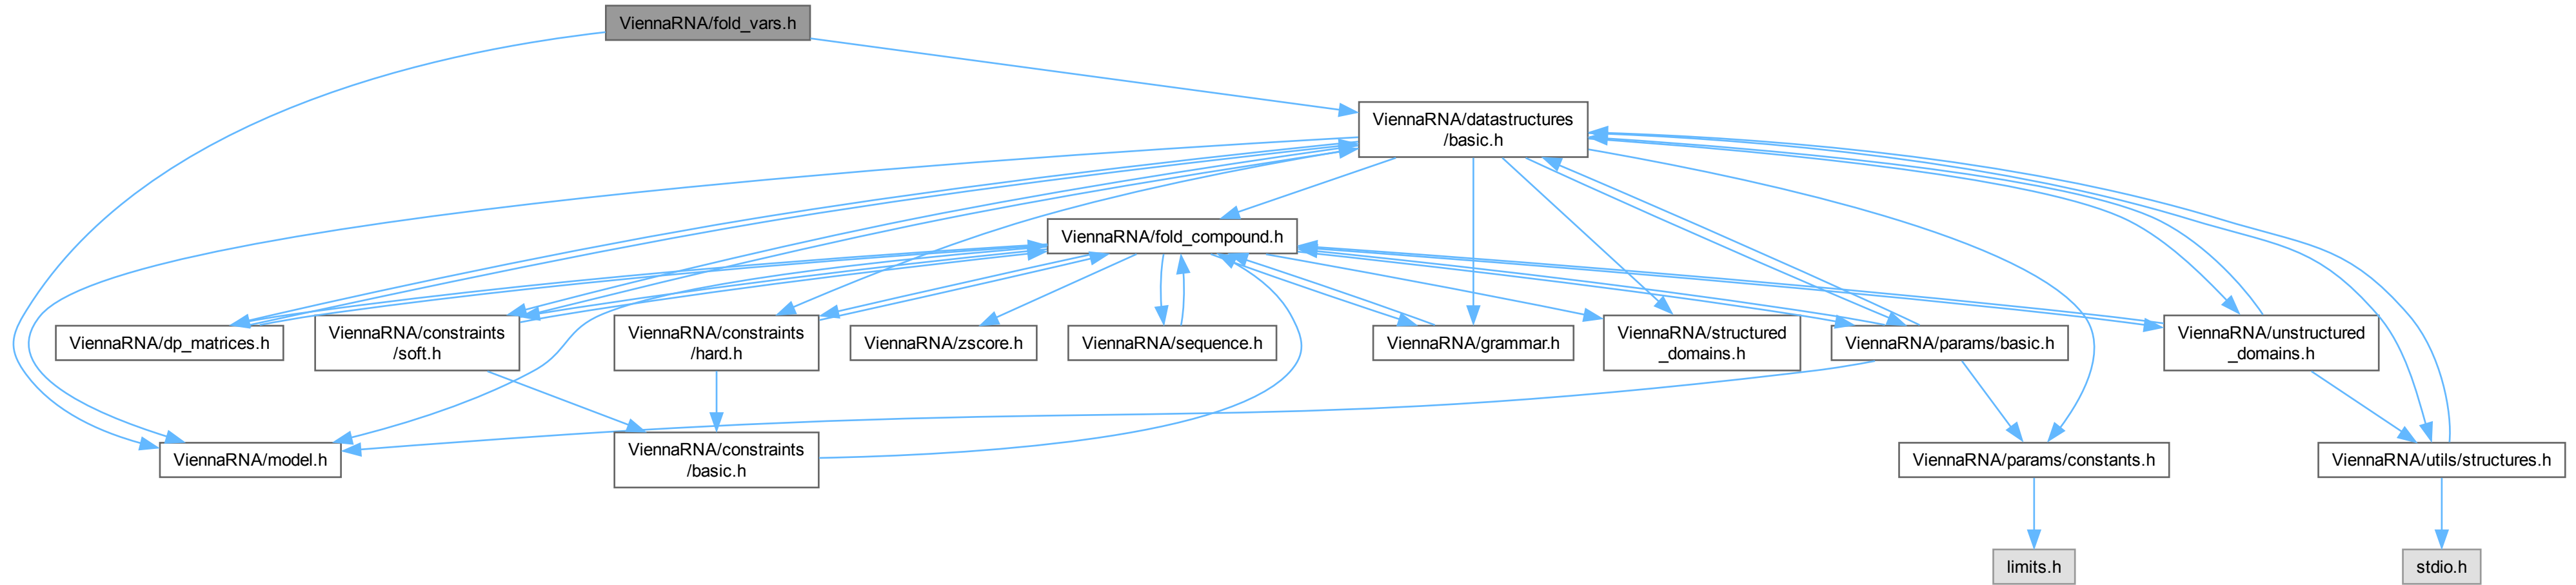 ViennaRNA/fold_vars.h
ViennaRNA/datastructures
/basic.h
ViennaRNA/fold_compound.h
ViennaRNA/dp_matrices.h
ViennaRNA/constraints
/soft.h
ViennaRNA/constraints
/hard.h
ViennaRNA/zscore.h
ViennaRNA/sequence.h
ViennaRNA/grammar.h
ViennaRNA/structured
_domains.h
ViennaRNA/params/basic.h
ViennaRNA/unstructured
_domains.h
ViennaRNA/model.h
ViennaRNA/constraints
/basic.h
ViennaRNA/params/constants.h
ViennaRNA/utils/structures.h
limits.h
stdio.h